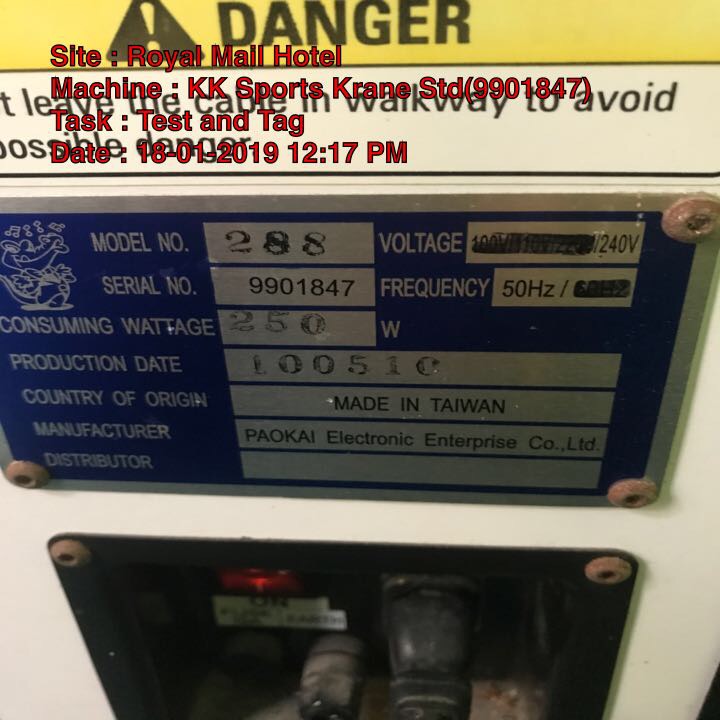 DANGER
Site : Royal Mail Hotel
Machine : KK Sports Krane Std(9901847)
t leave the cable in walkway to avoid
Task : Test and Tag
possible danger
Date : 18-01-2019 12:17 PM
MODEL NO. 288 VOLTAGE /240V
SERIAL NO. 9901847 FREQUENCY 50Hz /
CONSUMING WATTAGE 250 W
PRODUCTION DATE 100510
COUNTRY OF ORIGIN MADE IN TAIWAN
MANUFACTURER PAOKAI Electronic Enterprise Co.,Ltd.
DISTRIBUTOR
ON